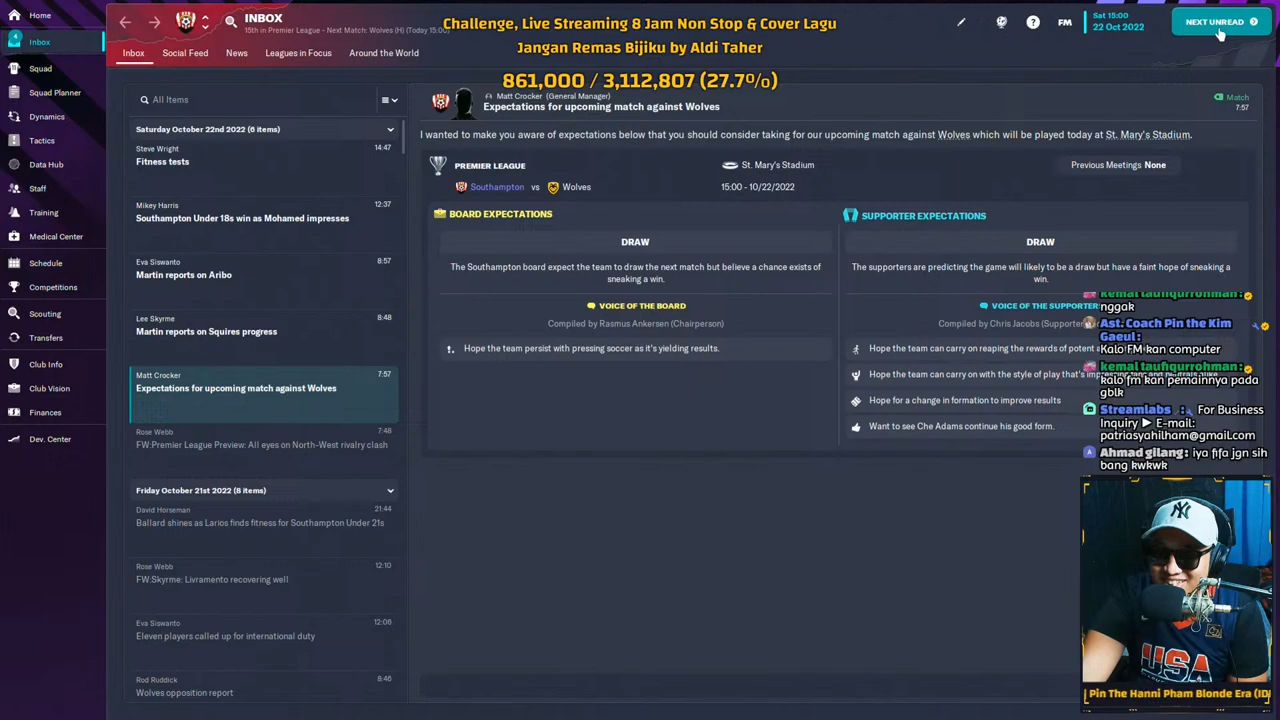 Home
4
Inbox
Squad
Squad Planner
Dynamics
Tactics
Data Hub
Staff
Training
Medical Center
Schedule
Competitions
Scouting
Transfers
Club Info
Club Vision
Finances
Dev. Center
INBOX
15th in Premier League - Next Match: Wolves (H) (Today 15:00)
Challenge, Live Streaming 8 Jam Non Stop & Cover Lagu
Jangan Remas Bijiku by Aldi Taher
861,000 / 3,112,807 (27.7%)
FM
Sat 15:00
22 Oct 2022
NEXT UNREAD
Inbox
Social Feed
News
Leagues in Focus
Around the World
All Items
Saturday October 22nd 2022 (6 items)
Steve Wright 14:47
Fitness tests
Mikey Harris 12:37
Southampton Under 18s win as Mohamed impresses
Eva Siswanto 8:57
Martin reports on Aribo
Lee Skyrme 8:48
Martin reports on Squires progress
Matt Crocker 7:57
Expectations for upcoming match against Wolves
Rose Webb 7:48
FW:Premier League Preview: All eyes on North-West rivalry clash
Friday October 21st 2022 (8 items)
David Horseman 21:44
Ballard shines as Larios finds fitness for Southampton Under 21s
Rose Webb 12:10
FW:Skyrme: Livramento recovering well
Eva Siswanto 12:06
Eleven players called up for international duty
Rod Ruddick 8:46
Wolves opposition report
Matt Crocker (General Manager)
Expectations for upcoming match against Wolves
Match
7:57
I wanted to make you aware of expectations below that you should consider taking for our upcoming match against Wolves which will be played today at St. Mary's Stadium.
PREMIER LEAGUE
St. Mary's Stadium
Previous Meetings None
Southampton vs Wolves
15:00 - 10/22/2022
BOARD EXPECTATIONS
DRAW
The Southampton board expect the team to draw the next match but believe a chance exists of
sneaking a win.
VOICE OF THE BOARD
Compiled by Rasmus Ankersen (Chairperson)
Hope the team persist with pressing soccer as it's yielding results.
SUPPORTER EXPECTATIONS
DRAW
The supporters are predicting the game will likely to be a draw but have a faint hope of sneaking a
win.
VOICE OF THE SUPPORTER
Compiled by Chris Jacobs (Supporte
Hope the team can carry on reaping the rewards of potent
Hope the team can carry on with the style of play that's
Hope for a change in formation to improve results
Want to see Che Adams continue his good form.
kemal taufiqurrohman :
nggak
Ast. Coach Pin the Kim
Gaeul :
Kalo FM kan computer
kemal taufiqurrohman :
kalo fm kan pemainnya pada
gblk
Streamlabs : For Business
Inquiry ► E-mail:
patriasyahilham@gmail.com
A
Ahmad gilang : iya fifa jgn sih
bang kwkwk
NY
USA
Pin The Hanni Pham Blonde Era (ID